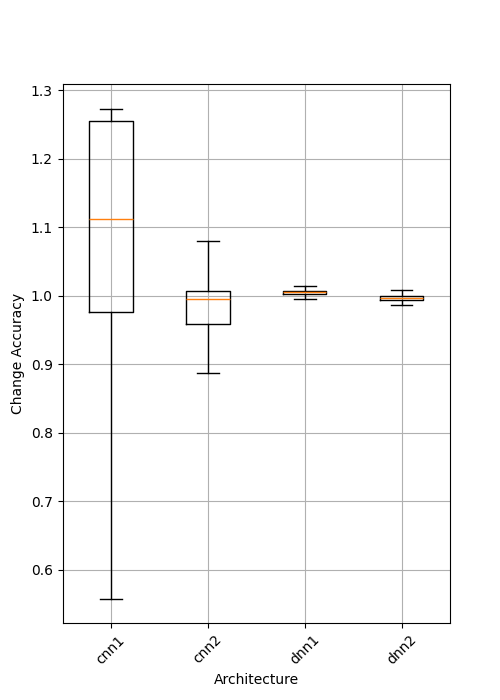 1.3
1.2
1.1
1.0
0.9
0.8
0.7
0.6
Change Accuracy
cnn1
cnn2
dnn1
dnn2
Architecture